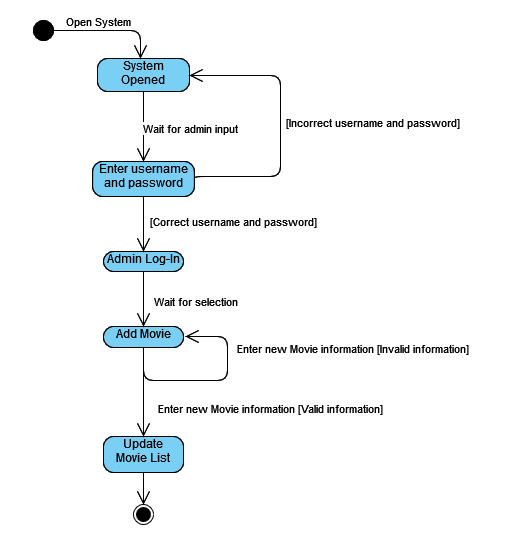 Open System
System
Opened
Wait for admin input
[Incorrect username and password]
Enter username
and password
[Correct username and password]
Admin Log-In
Wait for selection
Add Movie
Enter new Movie information [Invalid information]
Enter new Movie information [Valid information]
Update
Movie List